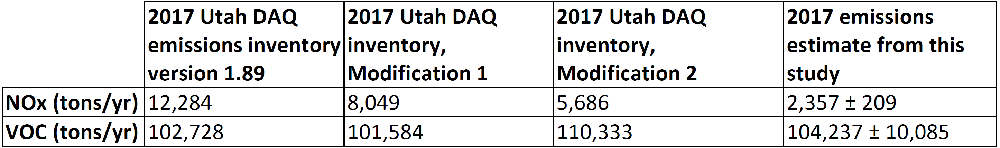 2017 Utah DAQ emissions inventory version 1.89 2017 Utah DAQ inventory, Modification 1 2017 Utah DAQ inventory, Modification 2 2017 emissions estimate from this study
NOx (tons/yr) 12,284 8,049 5,686 2,357 ± 209
VOC (tons/yr) 102,728 101,584 110,333 104,237 ± 10,085